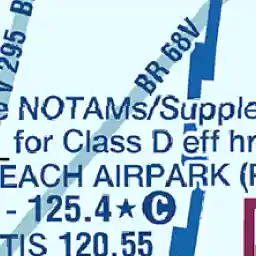 V 295 B
BR 68V
NOTAMs/Supple
for Class D eff hr
EACH AIRPARK (
- 125.4★ C
TIS 120.55